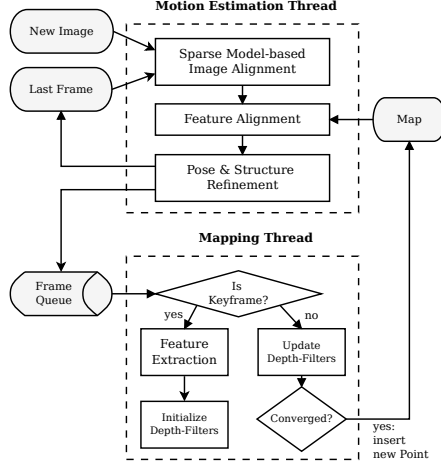 Motion Estimation Thread
New Image
Last Frame
Sparse Model-based
Image Alignment
Feature Alignment
Map
Pose & Structure
Refinement
Mapping Thread
Frame
Queue
Is
Keyframe?
yes
no
Feature
Extraction
Update
Depth-Filters
Initialize
Depth-Filters
Converged?
yes:
insert
new Point